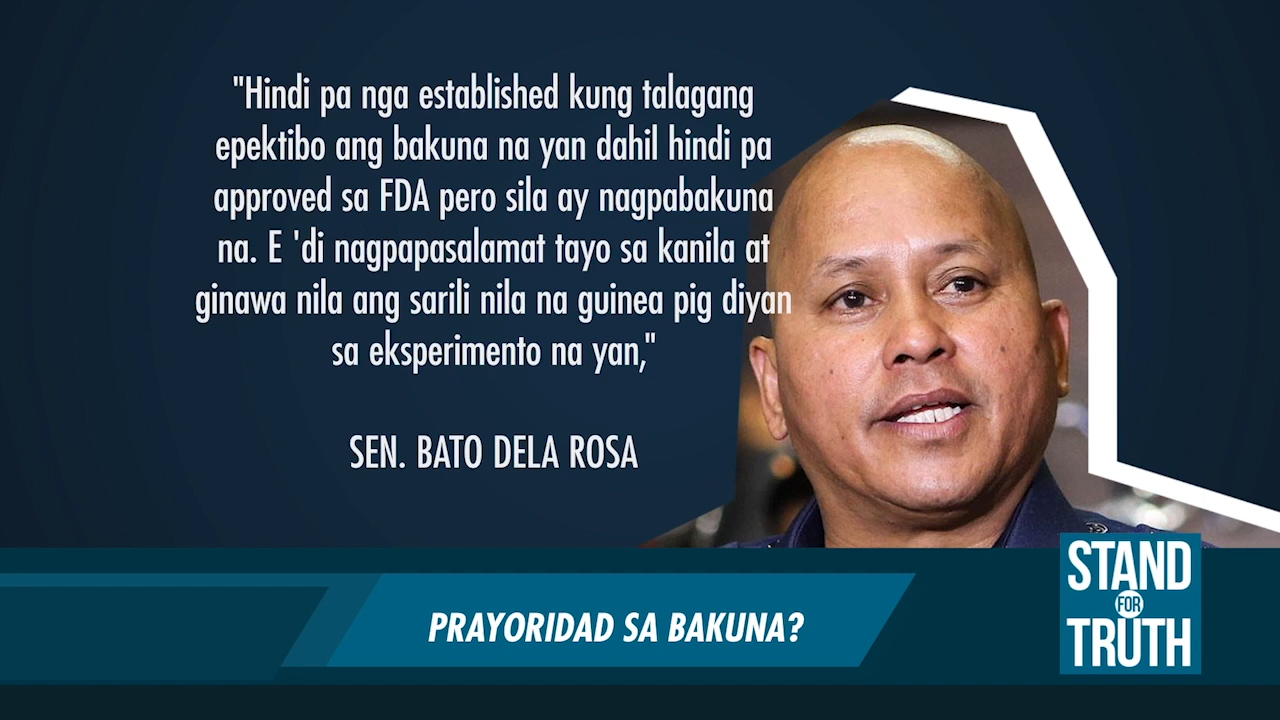 "Hindi pa nga established kung talagang
epektibo ang bakuna na yan dahil hindi pa
approved sa FDA pero sila ay nagpabakuna
na. E 'di nagpapasalamat tayo sa kanila at
ginawa nila ang sarili nila na guinea pig diyan
sa eksperimento na yan,"
SEN. BATO DELA ROSA
PRAYORIDAD SA BAKUNA?
STAND
FOR
TRUTH